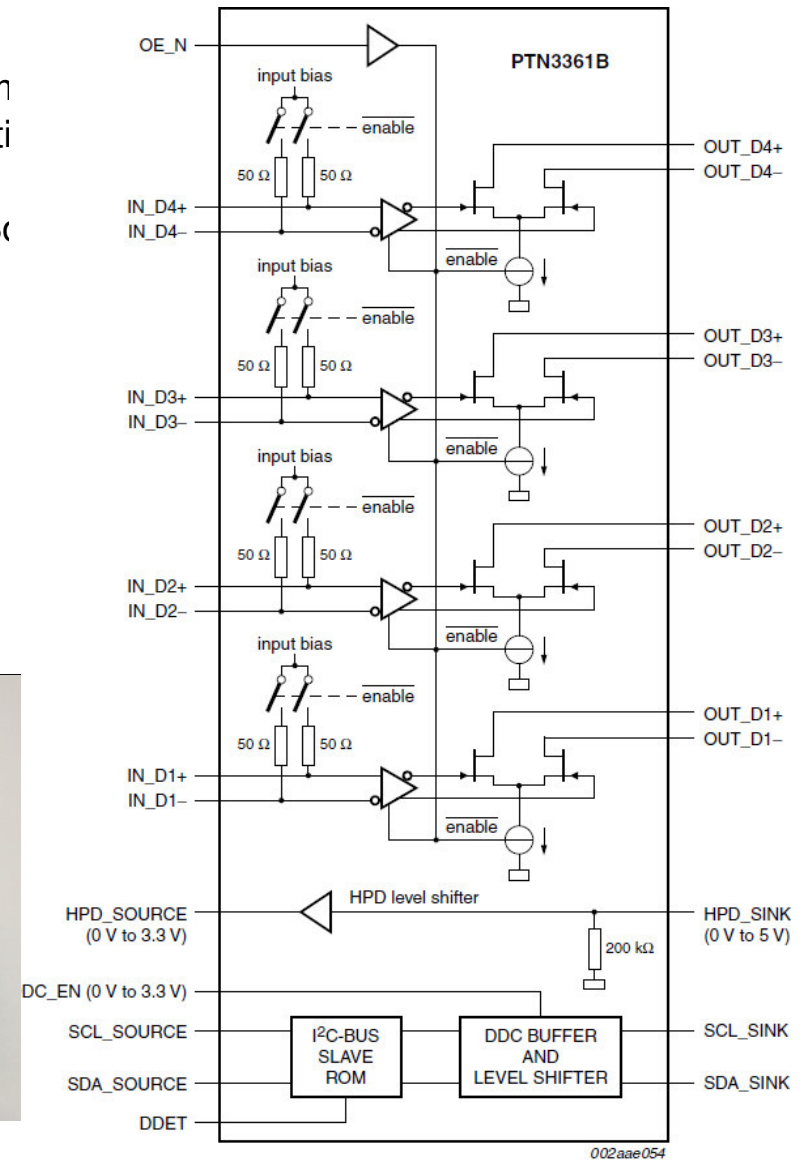 OE_N
PTN3361B
input bias
enable
50 Ω 50 Ω
OUT_D4+
OUT_D4−
IN_D4+
IN_D4−
enable
input bias
enable
50 Ω 50 Ω
OUT_D3+
OUT_D3−
IN_D3+
IN_D3−
enable
input bias
enable
50 Ω 50 Ω
OUT_D2+
OUT_D2−
IN_D2+
IN_D2−
enable
input bias
enable
50 Ω 50 Ω
OUT_D1+
OUT_D1−
IN_D1+
IN_D1−
enable
HPD level shifter
HPD_SOURCE
(0 V to 3.3 V)
HPD_SINK
(0 V to 5 V)
200 kΩ
DC_EN (0 V to 3.3 V)
SCL_SOURCE
I²C-BUS
SLAVE
ROM
DDC BUFFER
AND
LEVEL SHIFTER
SCL_SINK
SDA_SOURCE
SDA_SINK
DDET
002aae054